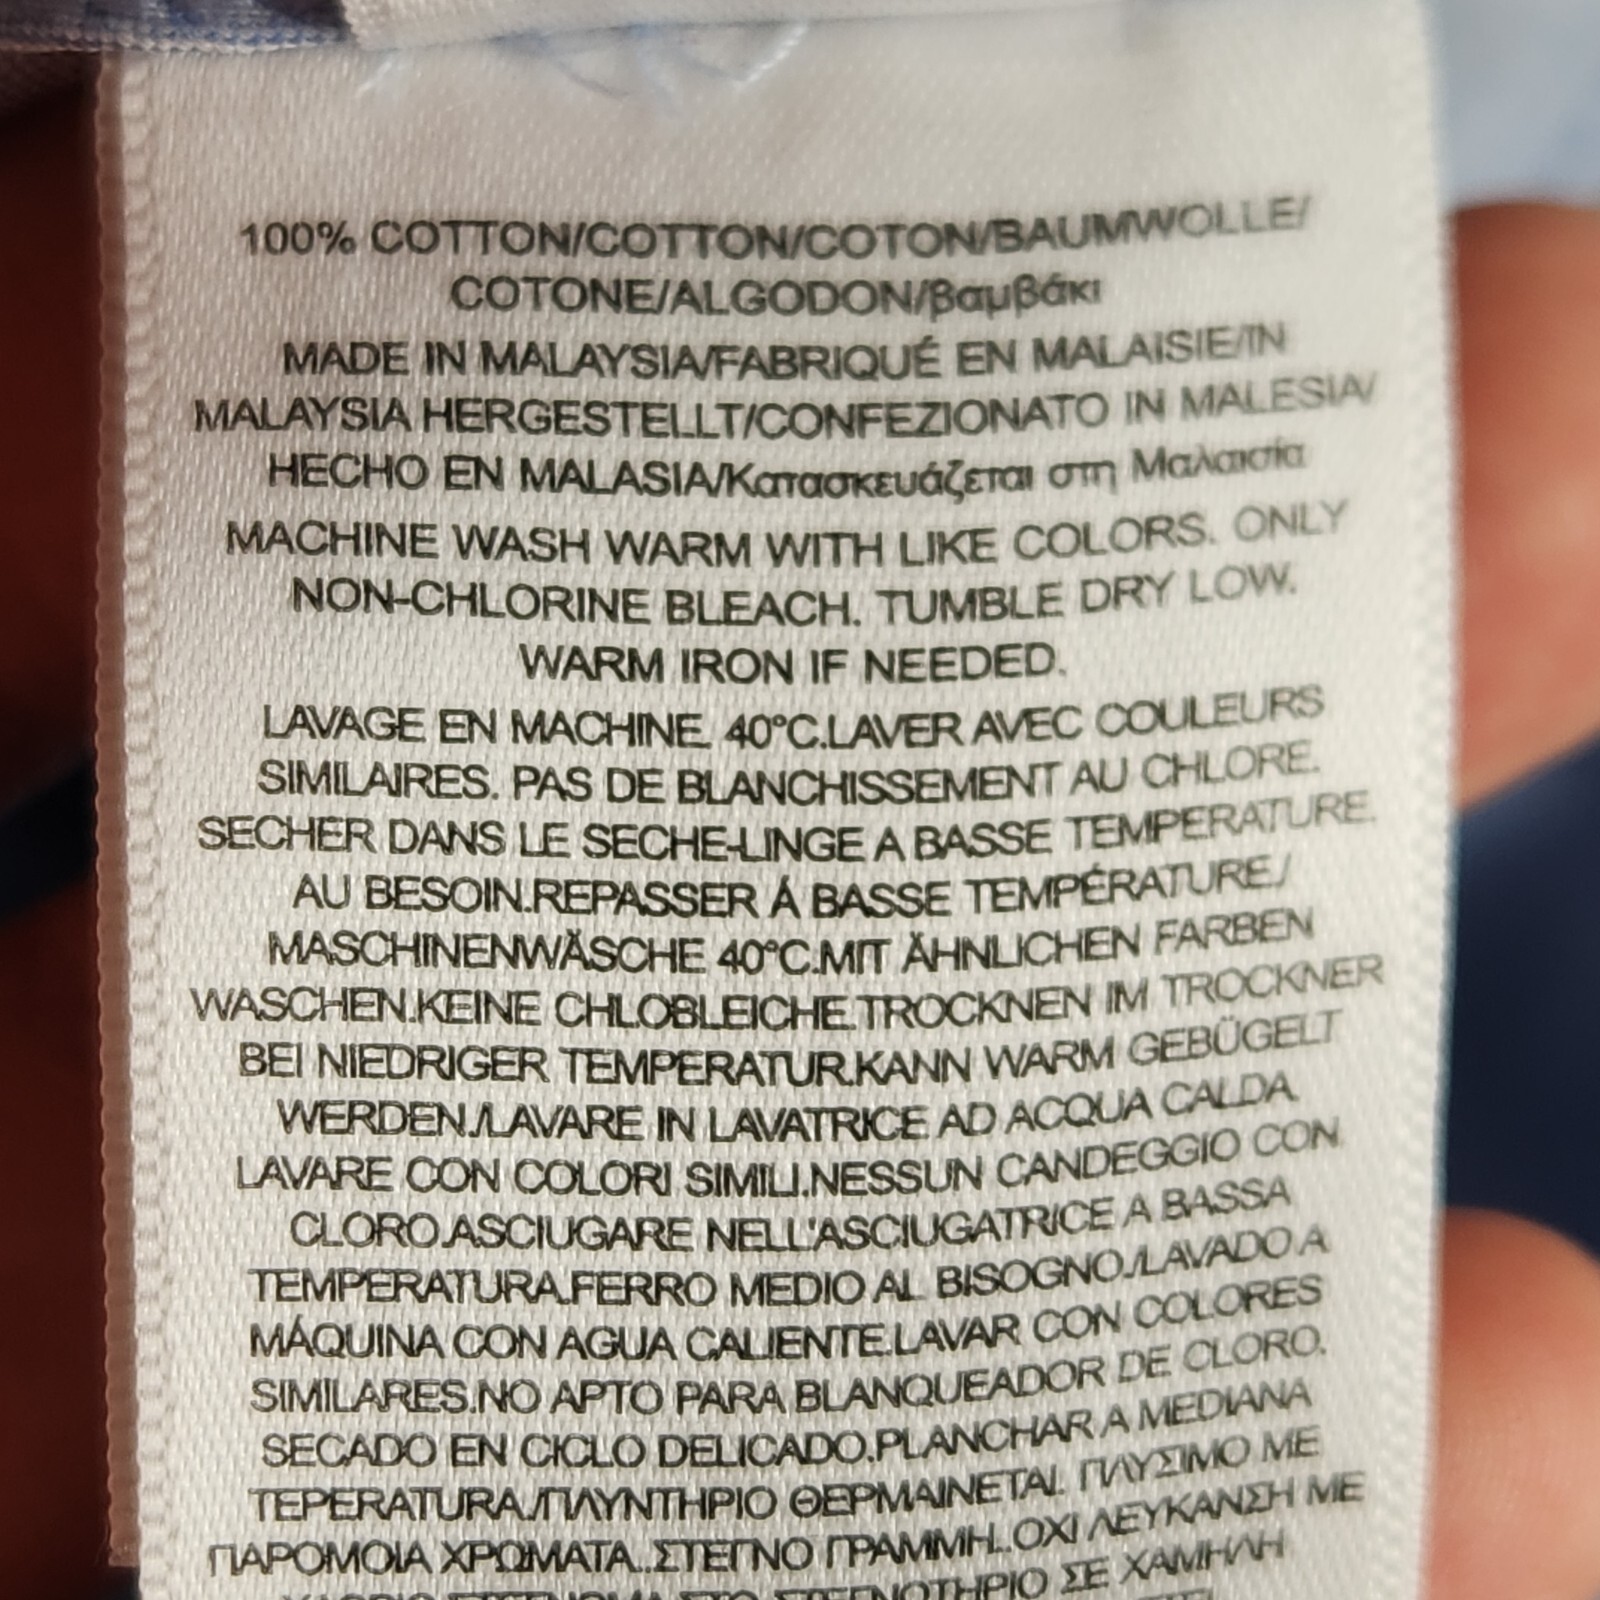 100% COTTON/COTTON/COTON/BAUMWOLLE/
COTONE/ALGODON/βαμβάκι
MADE IN MALAYSIA/FABRIQUÉ EN MALAISIE/IN
MALAYSIA HERGESTELLT/CONFEZIONATO IN MALESIA/
HECHO EN MALASIA/Κατασκευάζεται στη Μαλαισία
MACHINE WASH WARM WITH LIKE COLORS. ONLY
NON-CHLORINE BLEACH. TUMBLE DRY LOW.
WARM IRON IF NEEDED.
LAVAGE EN MACHINE. 40°C.LAVER AVEC COULEURS
SIMILAIRES. PAS DE BLANCHISSEMENT AU CHLORE.
SECHER DANS LE SECHE-LINGE A BASSE TEMPERATURE.
AU BESOIN.REPASSER Á BASSE TEMPÉRATURE/
MASCHINENWÄSCHE 40°C.MIT ÄHNLICHEN FARBEN
WASCHEN.KEINE CHLOBLEICHE.TROCKNEN IM TROCKNER
BEI NIEDRIGER TEMPERATUR.KANN WARM GEBÜGELT
WERDEN./LAVARE IN LAVATRICE AD ACQUA CALDA.
LAVARE CON COLORI SIMILI.NESSUN CANDEGGIO CON
CLORO.ASCIUGARE NELL'ASCIUGATRICE A BASSA
TEMPERATURA.FERRO MEDIO AL BISOGNO./LAVADO A
MÁQUINA CON AGUA CALIENTE.LAVAR CON COLORES
SIMILARES.NO APTO PARA BLANQUEADOR DE CLORO.
SECADO EN CICLO DELICADO.PLANCHAR A MEDIANA
TEPERATURA./ΠΛΥΝΤΗΡΙΟ ΘΕΡΜΑΙΝΕΤΑΙ. ΠΛΥΣΙΜΟ ΜΕ
ΠΑΡΟΜΟΙΑ ΧΡΩΜΑΤΑ..ΣΤΕΓΝΟ ΓΡΑΜΜΗ..ΟΧΙ ΛΕΥΚΑΝΣΗ ΜΕ
ΣΕ ΧΑΜΗΛΗ